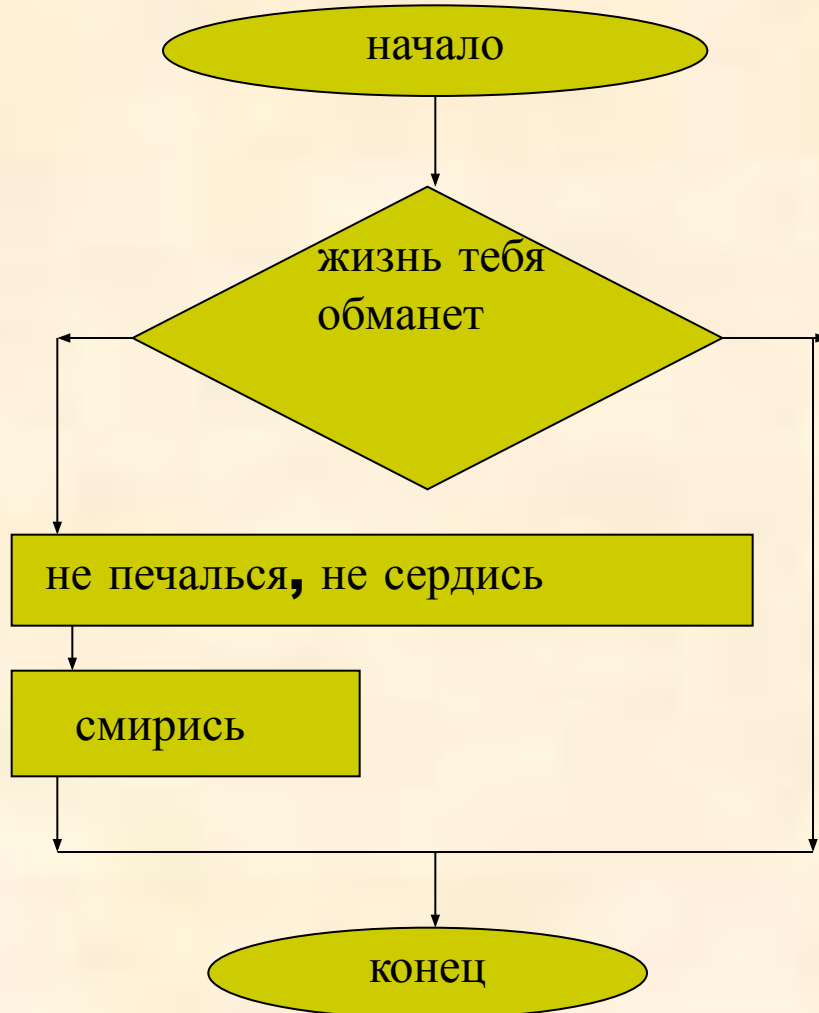 начало
жизнь тебя
обманет
не печалься, не сердись
смирись
конец